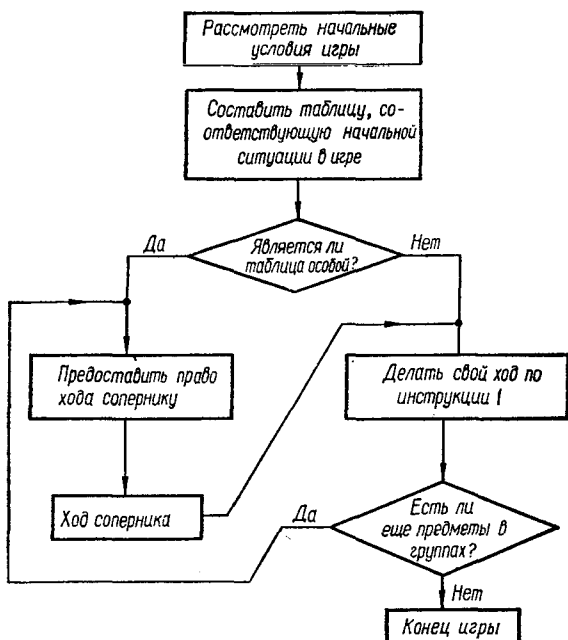 Рассмотреть начальные
условия игры
Составить таблицу, со-
ответствующую начальной
ситуации в игре
Да
Является ли
таблица особой?
Нет
Предоставить право
хода сопернику
Делать свой ход по
инструкции 1
Ход соперника
Да
Есть ли
еще предметы в
группах?
Нет
Конец игры